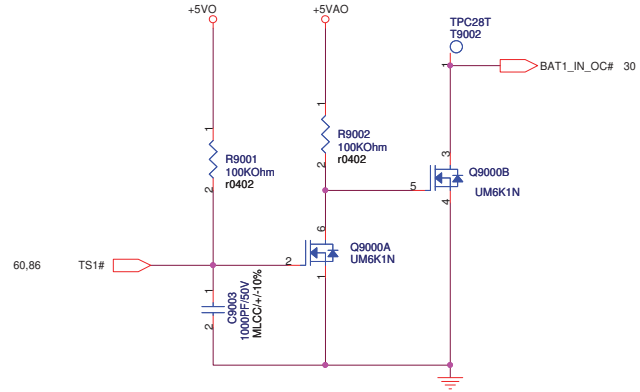 +5VO
+5VAO
TPC28T
T9002
1
BAT1_IN_OC# 30
1
R9001
100KOhm
r0402
2
1
R9002
100KOhm
r0402
2
3
Q9000B
5
UM6K1N
4
6
Q9000A
2
UM6K1N
1
60,86 TS1#
1
C9003
1000PF/50V
MLCC/+/-10%
2